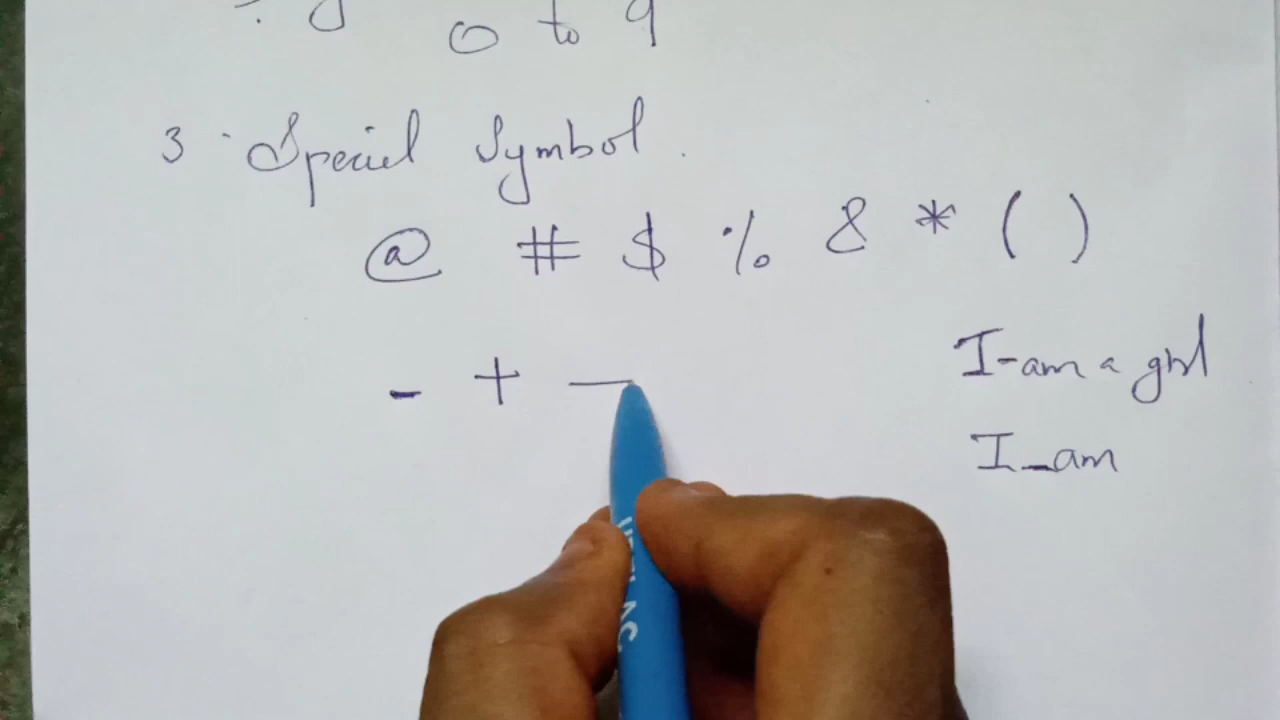 0 to 9
3. Special Symbol.
@ # $ % & * ( )
I-am a girl
- + —
I_am